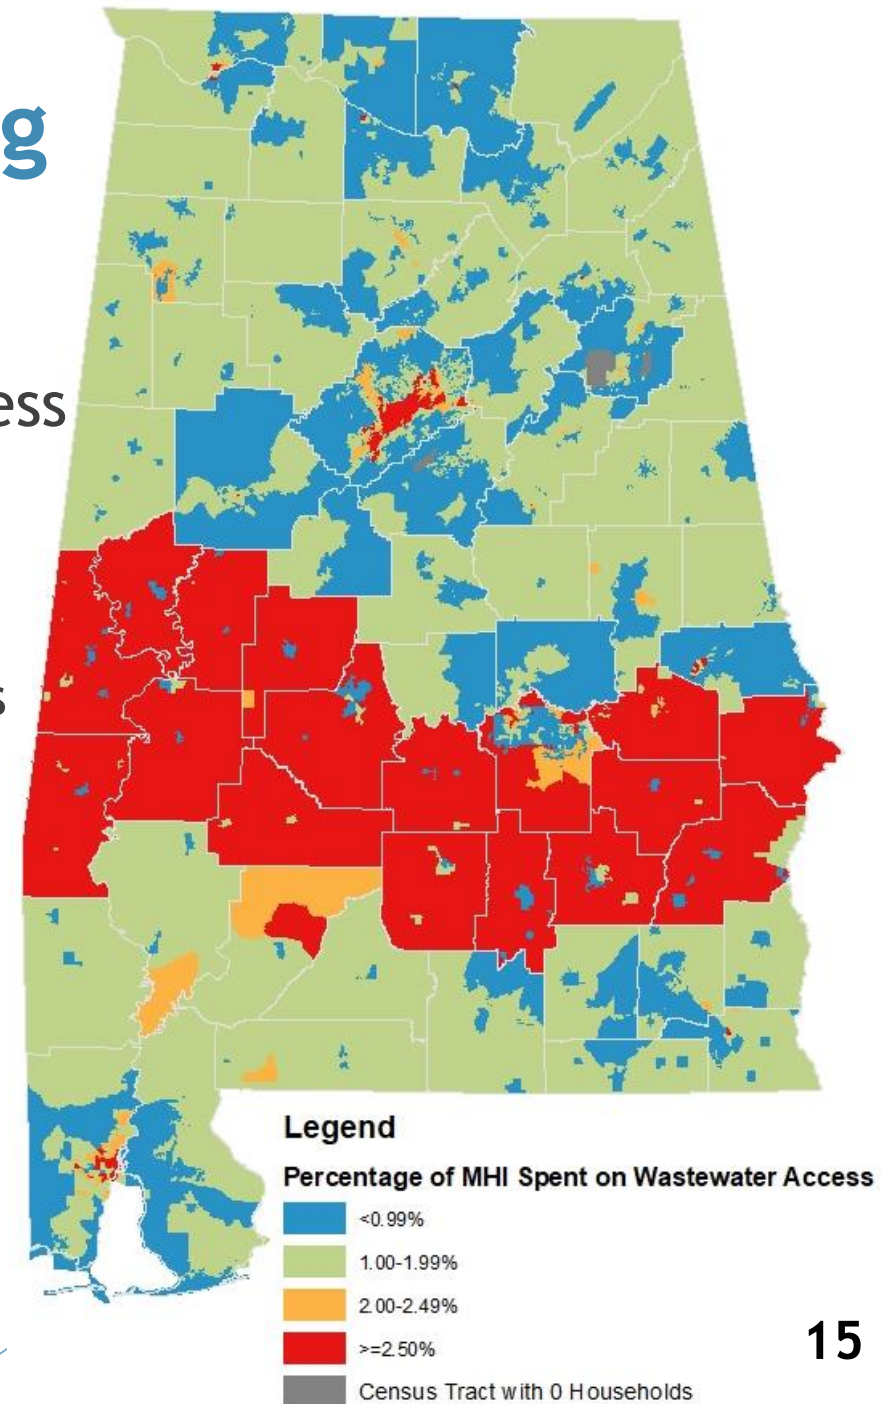 g
ess
s
Legend
Percentage of MHI Spent on Wastewater Access
<0.99%
1.00-1.99%
2.00-2.49%
>=2.50%
Census Tract with 0 Households
15